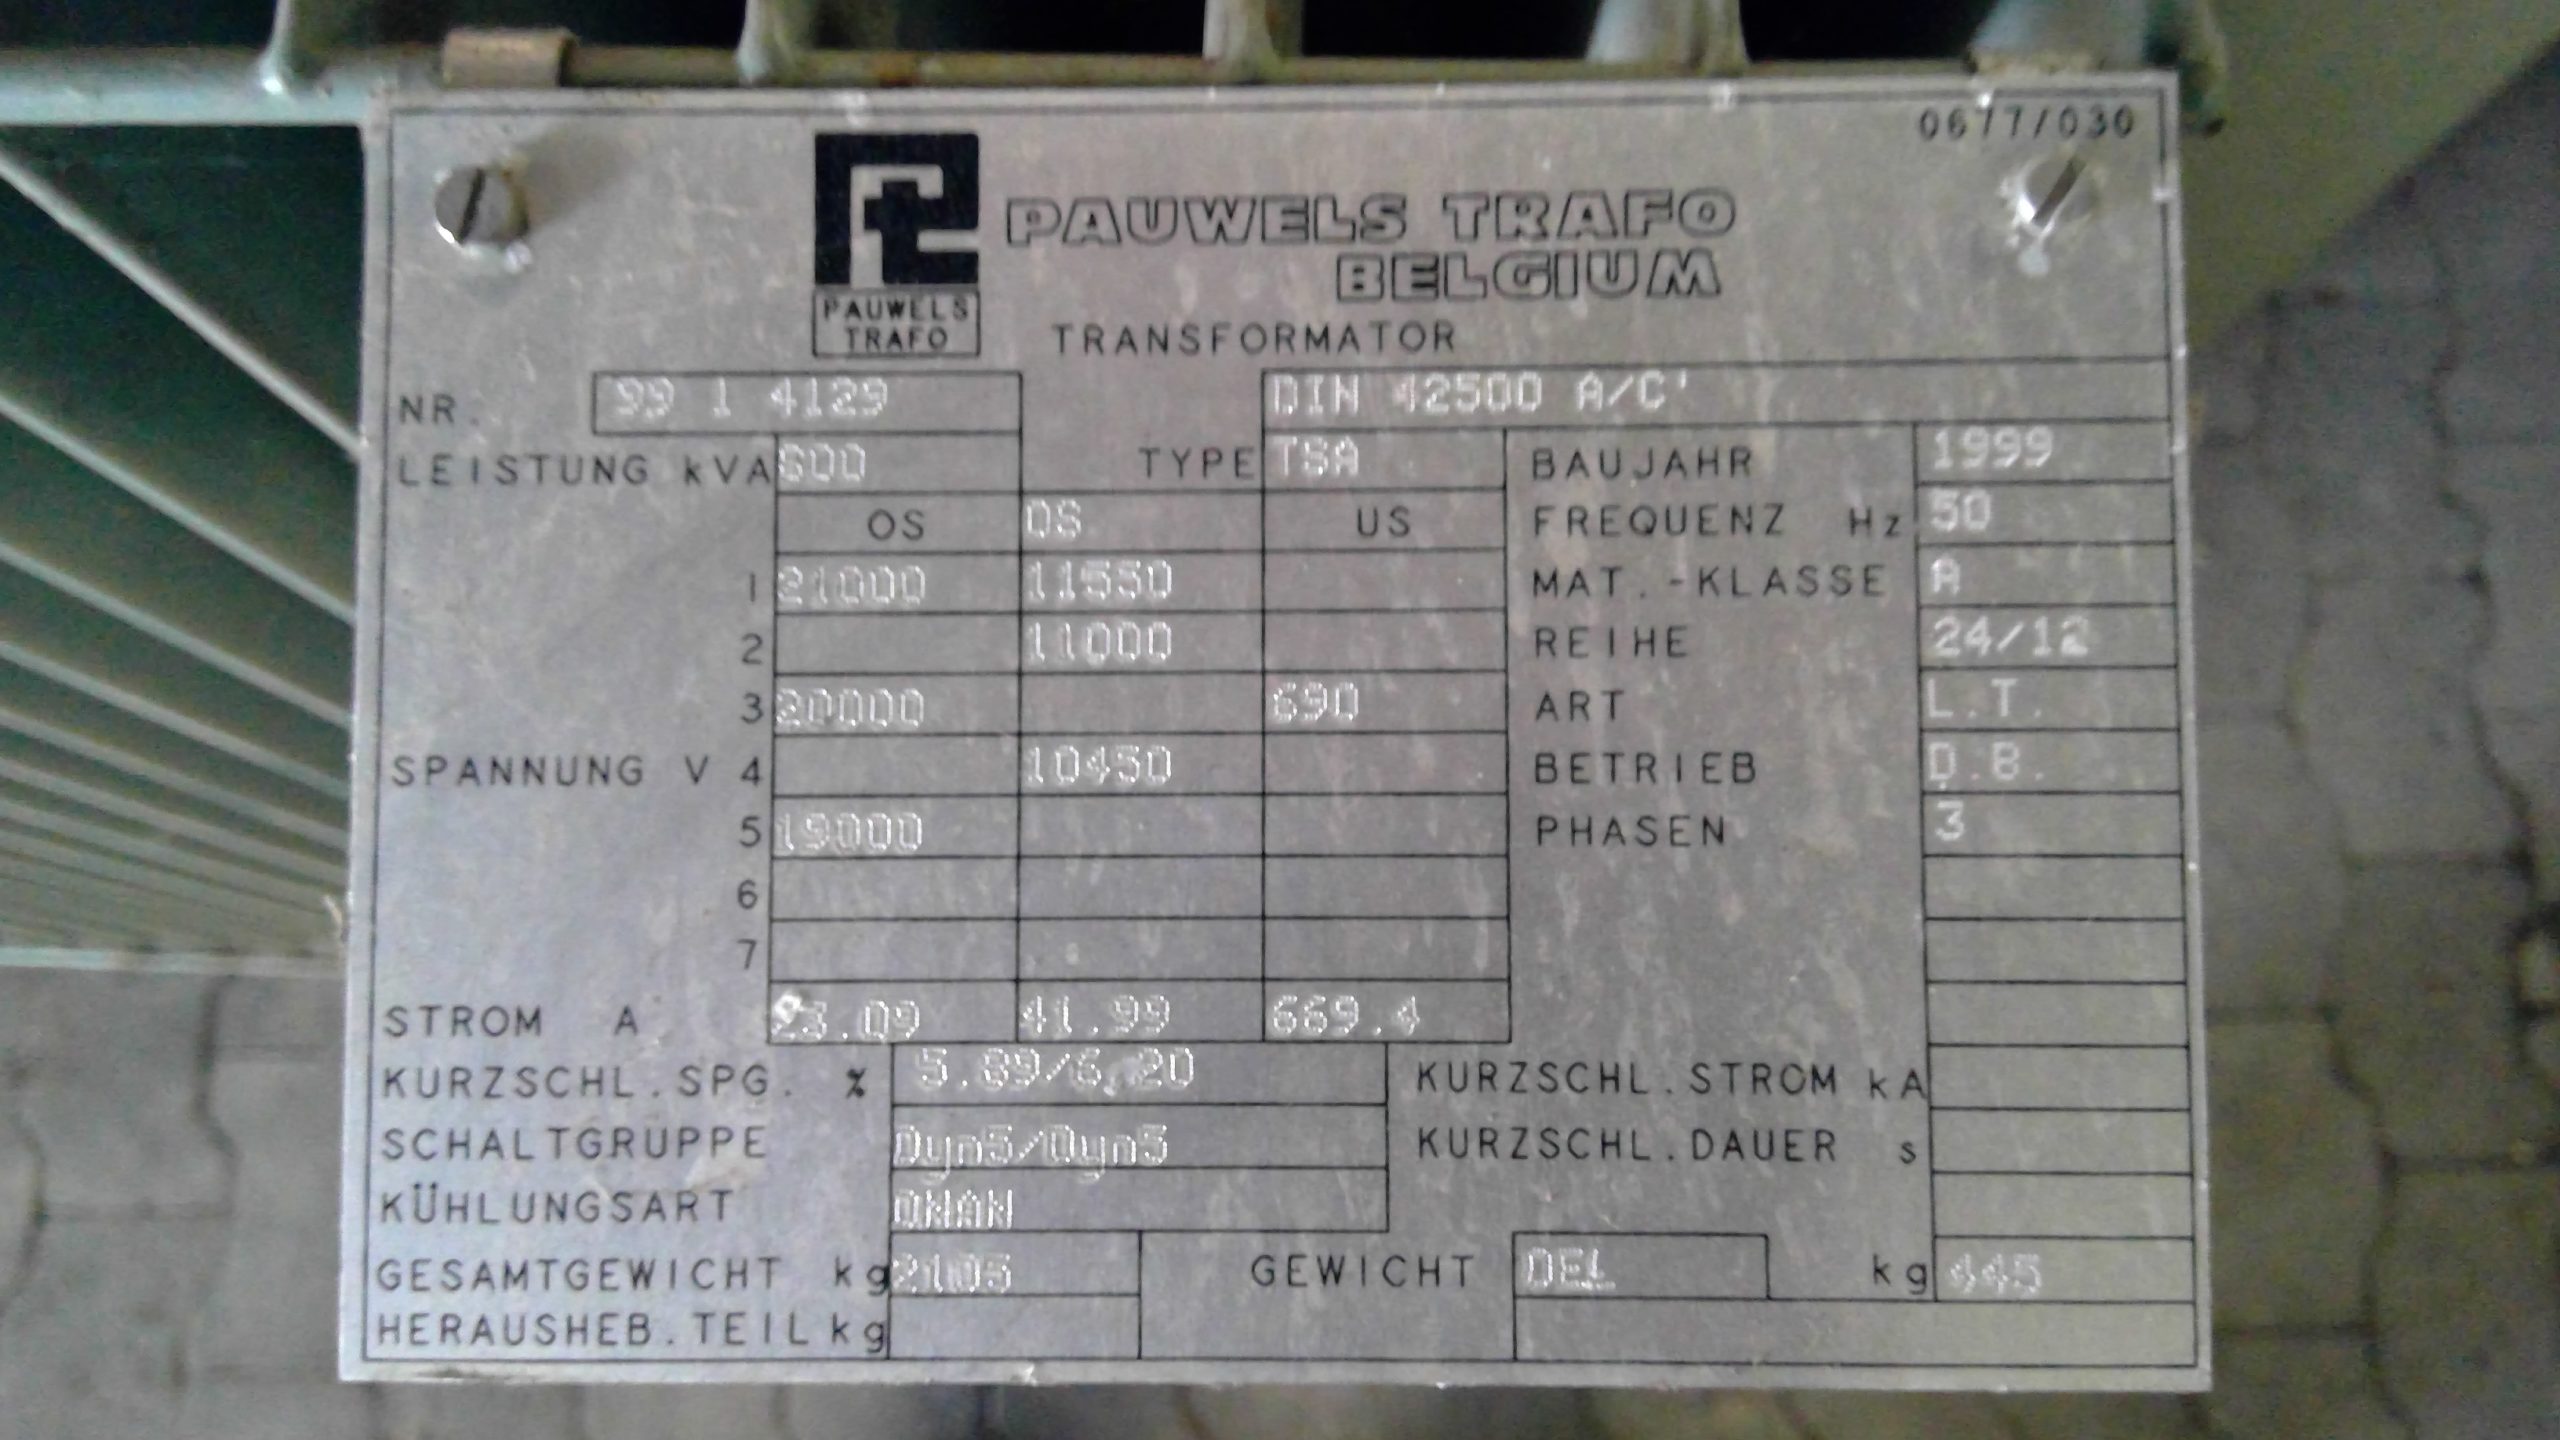 0677/030
PAUWELS TRAFO
BELGIUM
PAUWELS
TRAFO
TRANSFORMATOR
NR. 99 1 4129 DIN 42500 A/C'
LEISTUNG kVA 800 TYPE TSA BAUJAHR 1999
OS OS US FREQUENZ Hz 50
1 21000 11550 MAT.-KLASSE A
2 11000 REIHE 24/12
3 20000 690 ART L.T.
SPANNUNG V 4 10450 BETRIEB D.B.
5 19000 PHASEN 3
6
7
STROM A 23.09 41.99 669.4
KURZSCHL.SPG. % 5.89/6.20 KURZSCHL.STROM kA
SCHALTGRUPPE Dyn5/Dyn5 KURZSCHL.DAUER s
KÜHLUNGSART ONAN
GESAMTGEWICHT kg 2105 GEWICHT OEL kg 445
HERAUSHEB.TEIL kg